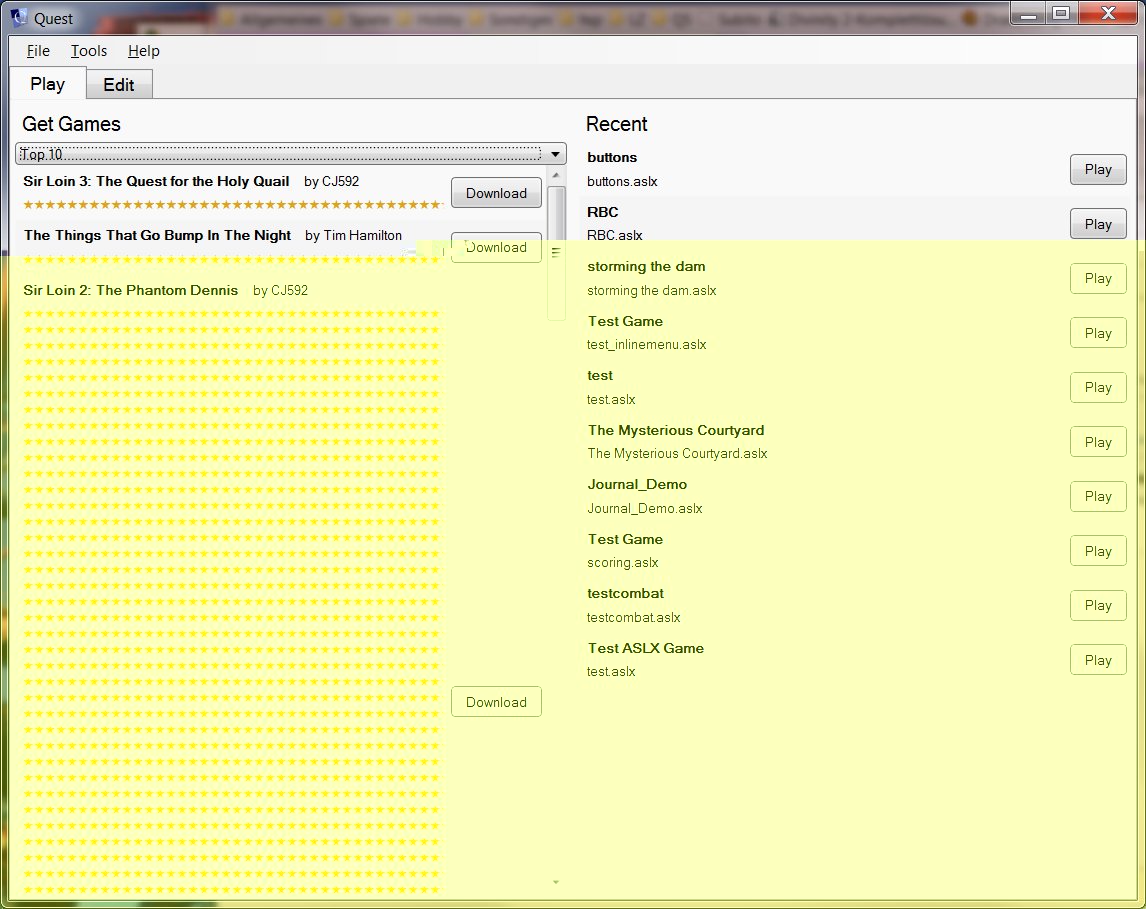 Quest
File Tools Help
Play Edit
Get Games
Top 10
Sir Loin 3: The Quest for the Holy Quail by CJ592
Download
The Things That Go Bump In The Night by Tim Hamilton
Download
Sir Loin 2: The Phantom Dennis by CJ592
Download
Recent
buttons
buttons.aslx
Play
RBC
RBC.aslx
Play
storming the dam
storming the dam.aslx
Play
Test Game
test_inlinemenu.aslx
Play
test
test.aslx
Play
The Mysterious Courtyard
The Mysterious Courtyard.aslx
Play
Journal_Demo
Journal_Demo.aslx
Play
Test Game
scoring.aslx
Play
testcombat
testcombat.aslx
Play
Test ASLX Game
test.aslx
Play